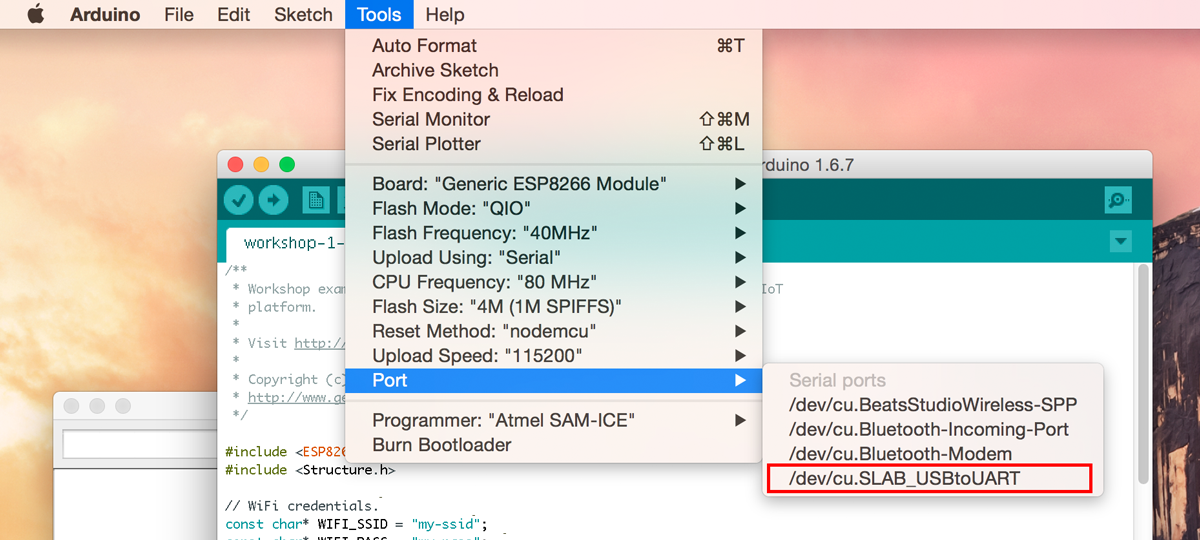 Arduino File Edit Sketch Tools Help
Auto Format ⌘T
Archive Sketch
Fix Encoding & Reload
Serial Monitor ⇧⌘M
Serial Plotter ⇧⌘L
rduino 1.6.7
Board: "Generic ESP8266 Module"
Flash Mode: "QIO"
Flash Frequency: "40MHz"
Upload Using: "Serial"
CPU Frequency: "80 MHz"
Flash Size: "4M (1M SPIFFS)"
Reset Method: "nodemcu"
Upload Speed: "115200"
Port
Programmer: "Atmel SAM-ICE"
Burn Bootloader
Serial ports
/dev/cu.BeatsStudioWireless-SPP
/dev/cu.Bluetooth-Incoming-Port
/dev/cu.Bluetooth-Modem
/dev/cu.SLAB_USBtoUART
workshop-1-
/**
* Workshop exam IoT
* platform.
*
* Visit http://
*
* Copyright (c)
* http://www.ge
*/
#include <ESP826
#include <Structure.h>
// WiFi credentials.
const char* WIFI_SSID = "my-ssid";